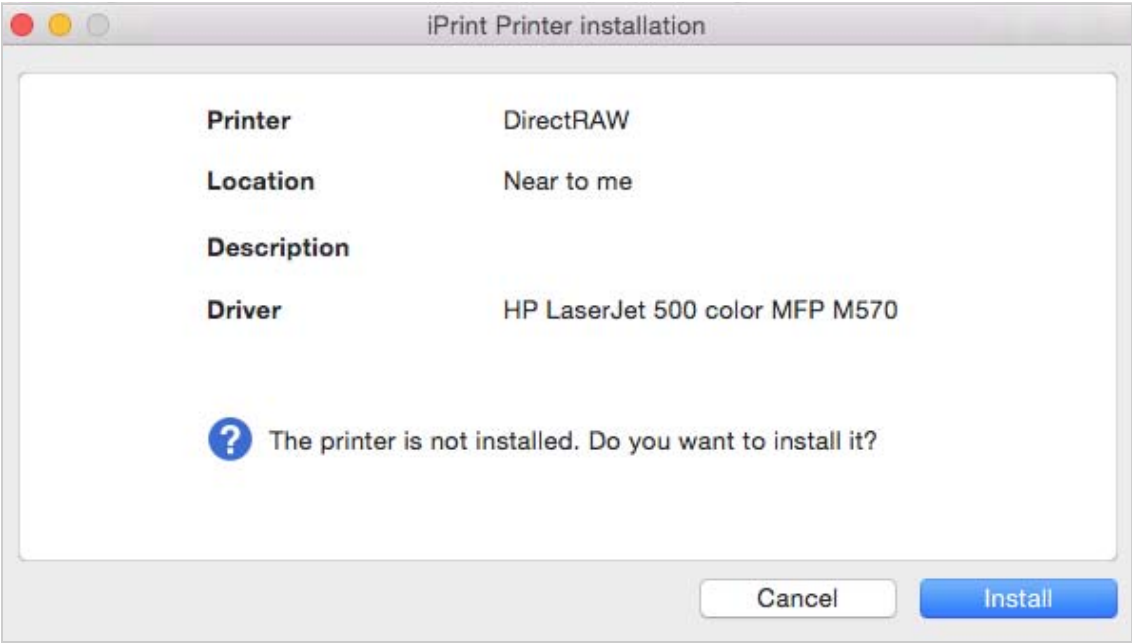 iPrint Printer installation
Printer DirectRAW
Location Near to me
Description
Driver HP LaserJet 500 color MFP M570
? The printer is not installed. Do you want to install it?
Cancel Install